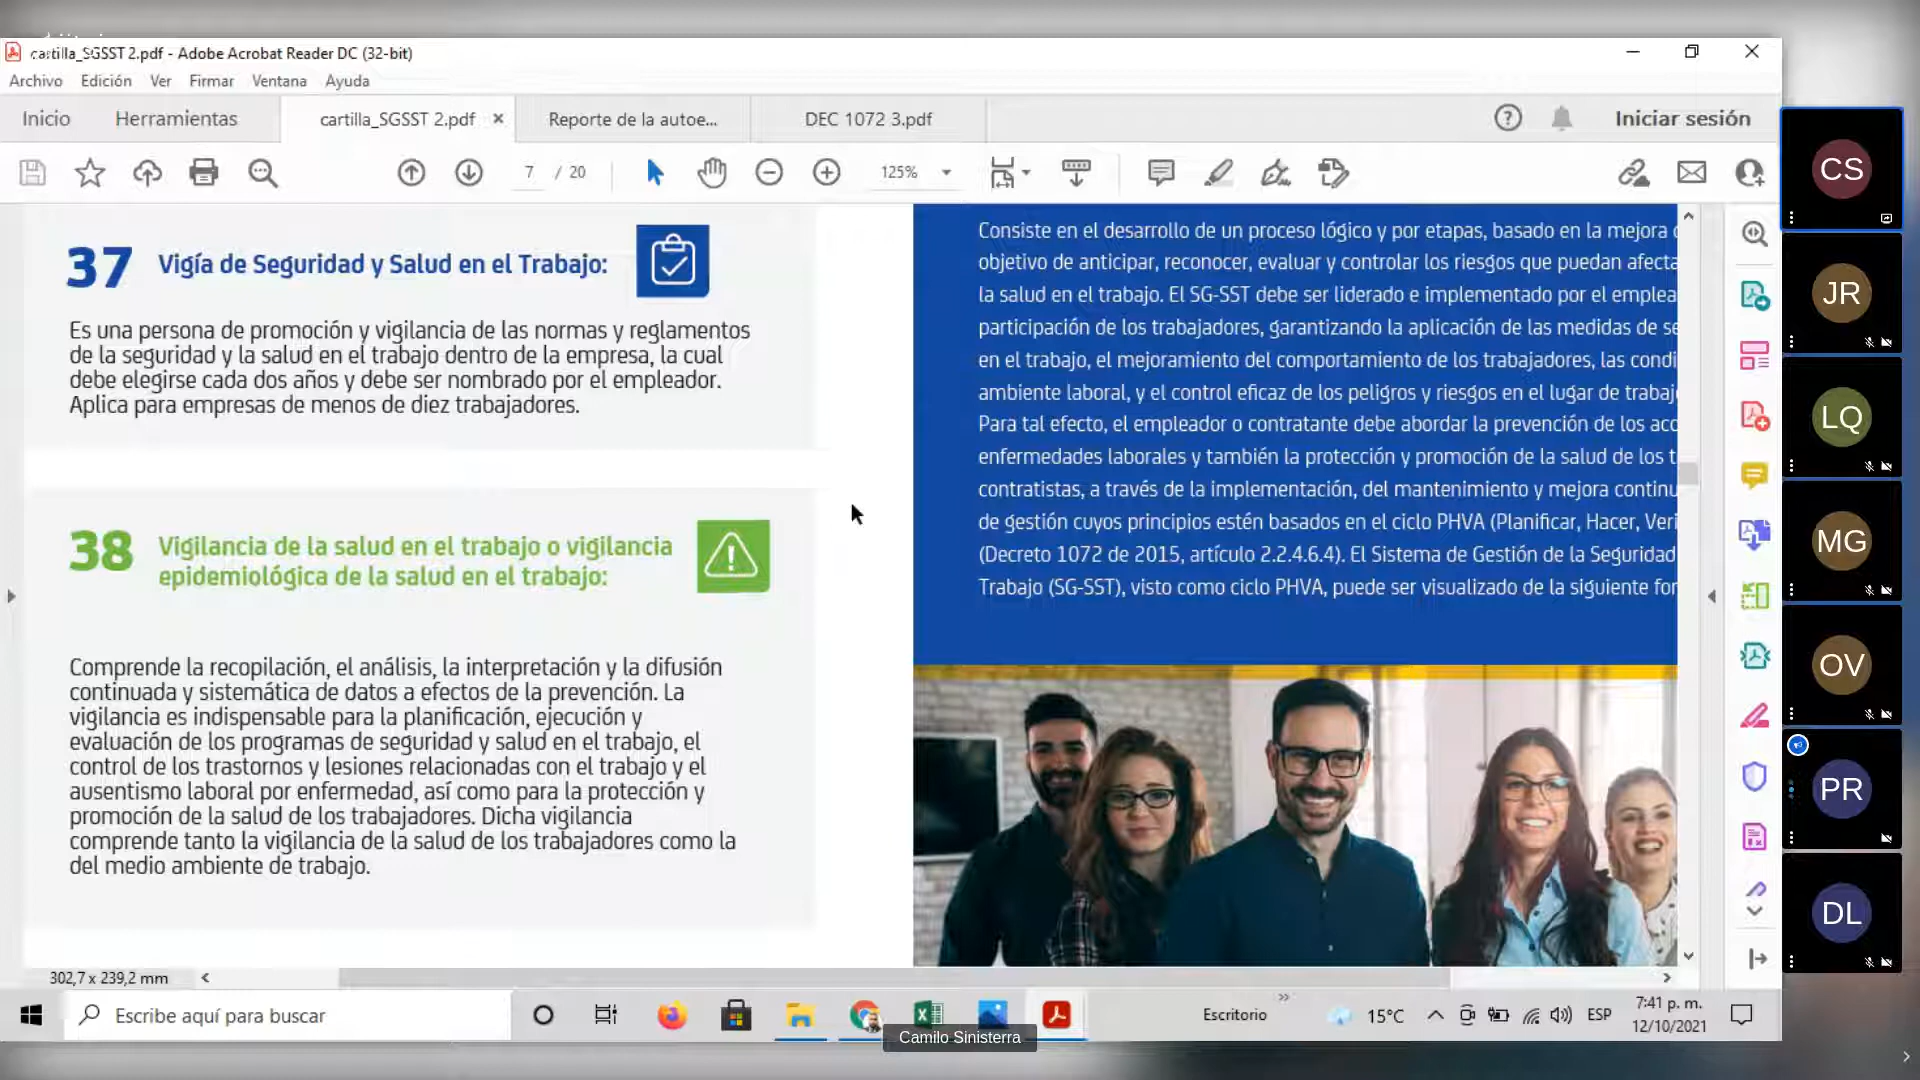 cartilla_SGSST 2.pdf - Adobe Acrobat Reader DC (32-bit)
Archivo Edición Ver Firmar Ventana Ayuda
Inicio Herramientas cartilla_SGSST 2.pdf × Reporte de la autoe... DEC 1072 3.pdf Iniciar sesión
7 / 20 125%
37 Vigía de Seguridad y Salud en el Trabajo:
Es una persona de promoción y vigilancia de las normas y reglamentos
de la seguridad y la salud en el trabajo dentro de la empresa, la cual
debe elegirse cada dos años y debe ser nombrado por el empleador.
Aplica para empresas de menos de diez trabajadores.
38 Vigilancia de la salud en el trabajo o vigilancia
epidemiológica de la salud en el trabajo:
Comprende la recopilación, el análisis, la interpretación y la difusión
continuada y sistemática de datos a efectos de la prevención. La
vigilancia es indispensable para la planificación, ejecución y
evaluación de los programas de seguridad y salud en el trabajo, el
control de los trastornos y lesiones relacionadas con el trabajo y el
ausentismo laboral por enfermedad, así como para la protección y
promoción de la salud de los trabajadores. Dicha vigilancia
comprende tanto la vigilancia de la salud de los trabajadores como la
del medio ambiente de trabajo.
Consiste en el desarrollo de un proceso lógico y por etapas, basado en la mejora
objetivo de anticipar, reconocer, evaluar y controlar los riesgos que puedan afecta
la salud en el trabajo. El SG-SST debe ser liderado e implementado por el emplea
participación de los trabajadores, garantizando la aplicación de las medidas de se
en el trabajo, el mejoramiento del comportamiento de los trabajadores, las condi
ambiente laboral, y el control eficaz de los peligros y riesgos en el lugar de trabaj
Para tal efecto, el empleador o contratante debe abordar la prevención de los acc
enfermedades laborales y también la protección y promoción de la salud de los t
contratistas, a través de la implementación, del mantenimiento y mejora continu
de gestión cuyos principios estén basados en el ciclo PHVA (Planificar, Hacer, Veri
(Decreto 1072 de 2015, artículo 2.2.4.6.4). El Sistema de Gestión de la Seguridad
Trabajo (SG-SST), visto como ciclo PHVA, puede ser visualizado de la siguiente for
302,7 x 239,2 mm
Escribe aquí para buscar
Escritorio 15°C ESP 7:41 p. m.
12/10/2021
Camilo Sinisterra
CS
JR
LQ
MG
OV
PR
DL